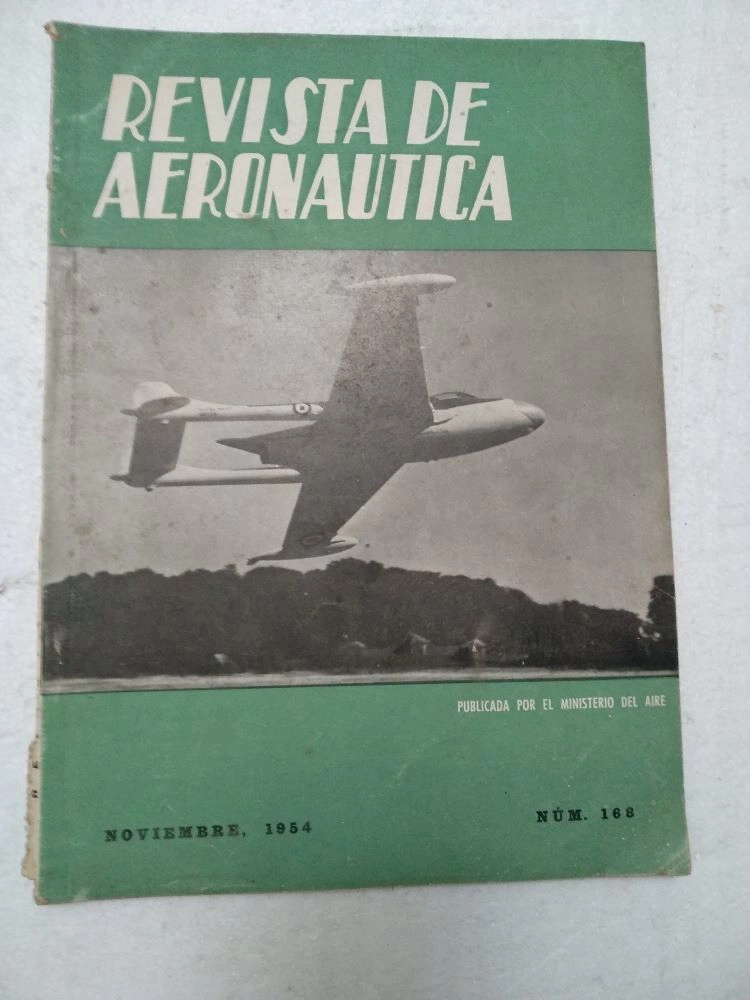 REVISTA DE
AERONAUTICA
PUBLICADA POR EL MINISTERIO DEL AIRE
NOVIEMBRE, 1954
NÚM. 168